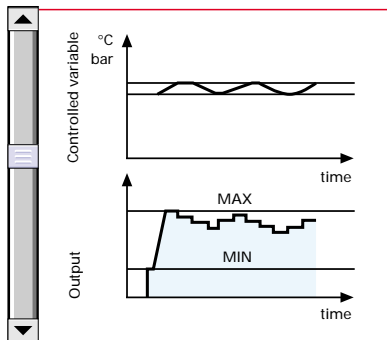 Controlled variable
°C
bar
time
Output
MAX
MIN
time